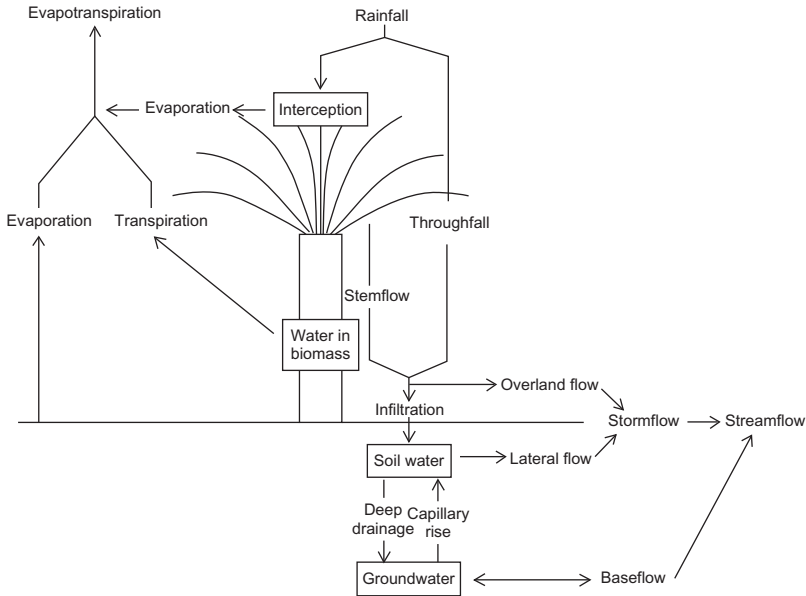 Evapotranspiration
Rainfall
Evaporation
Interception
Evaporation
Transpiration
Throughfall
Stemflow
Water in
biomass
Overland flow
Infiltration
Stormflow
Streamflow
Soil water
Lateral flow
Deep
drainage
Capillary
rise
Groundwater
Baseflow